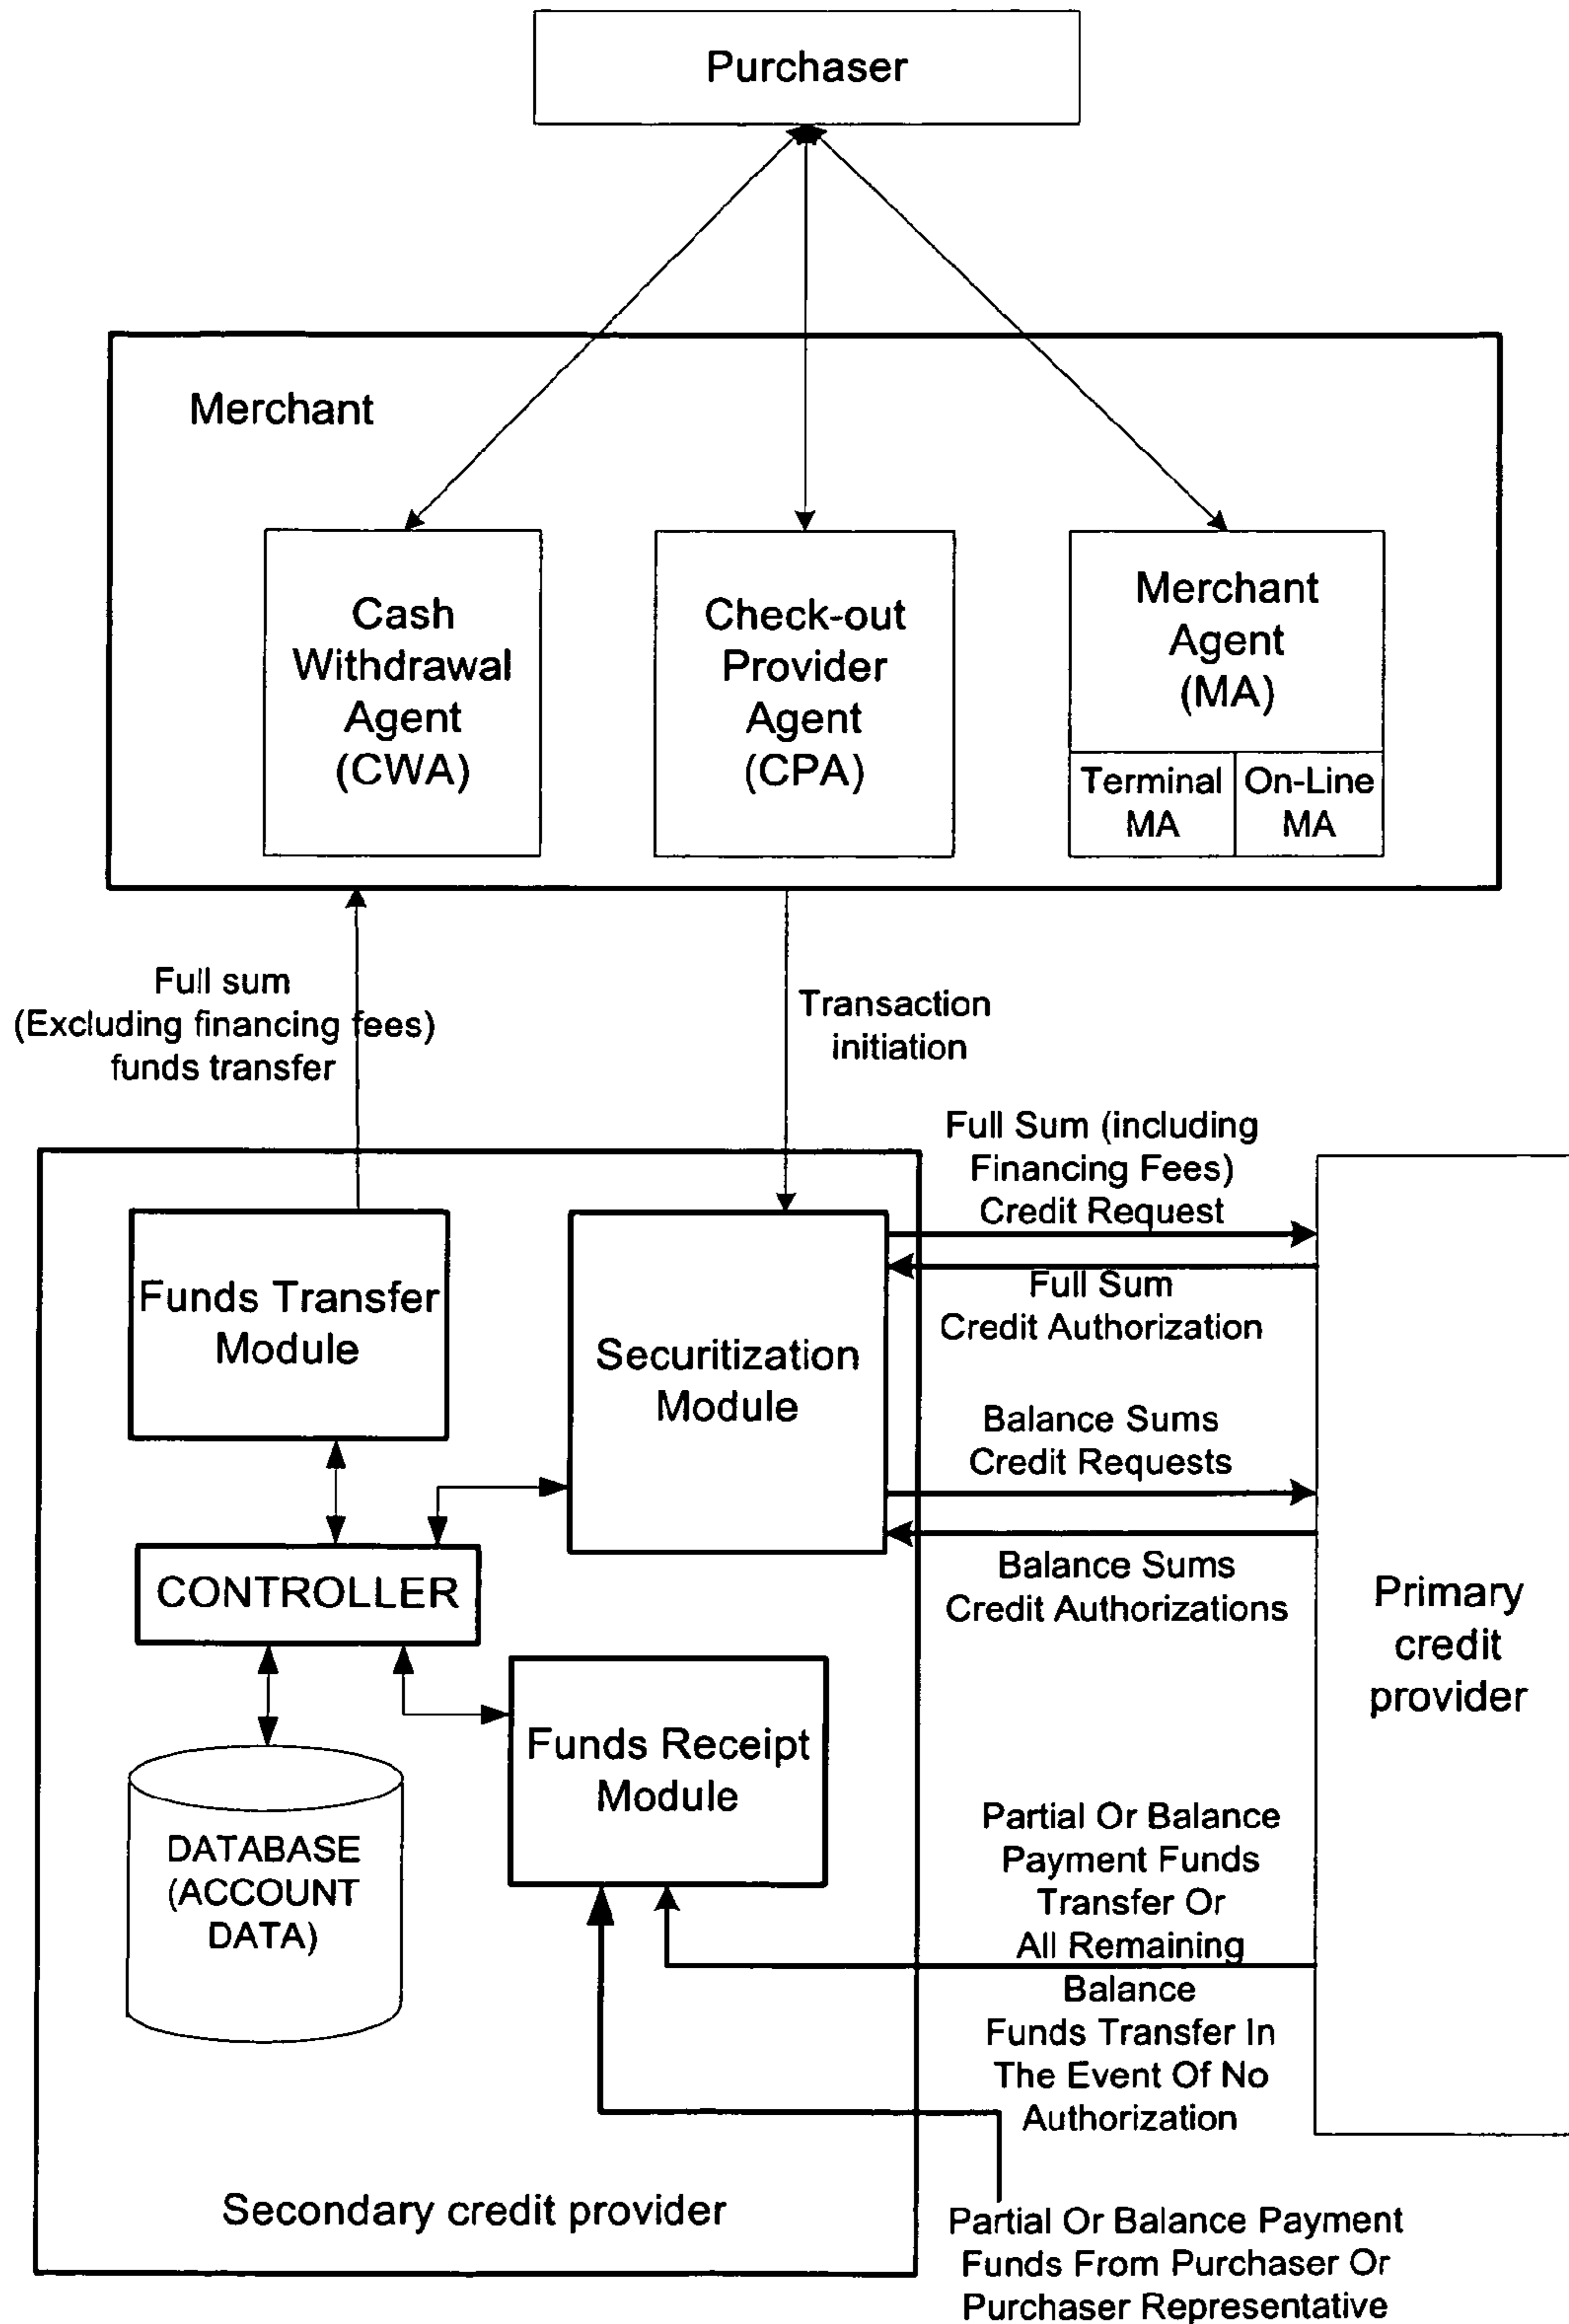 Purchaser
Merchant
Cash
Withdrawal
Agent
(CWA)
Check-out
Provider
Agent
(CPA)
Merchant
Agent
(MA)
Terminal
MA
On-Line
MA
Full sum
(Excluding financing fees)
funds transfer
Transaction
initiation
Full Sum (including
Financing Fees)
Credit Request
Full Sum
Credit Authorization
Funds Transfer
Module
Securitization
Module
Balance Sums
Credit Requests
Balance Sums
Credit Authorizations
CONTROLLER
Primary
credit
provider
Funds Receipt
Module
DATABASE
(ACCOUNT
DATA)
Partial Or Balance
Payment Funds
Transfer Or
All Remaining
Balance
Funds Transfer In
The Event Of No
Authorization
Secondary credit provider
Partial Or Balance Payment
Funds From Purchaser Or
Purchaser Representative